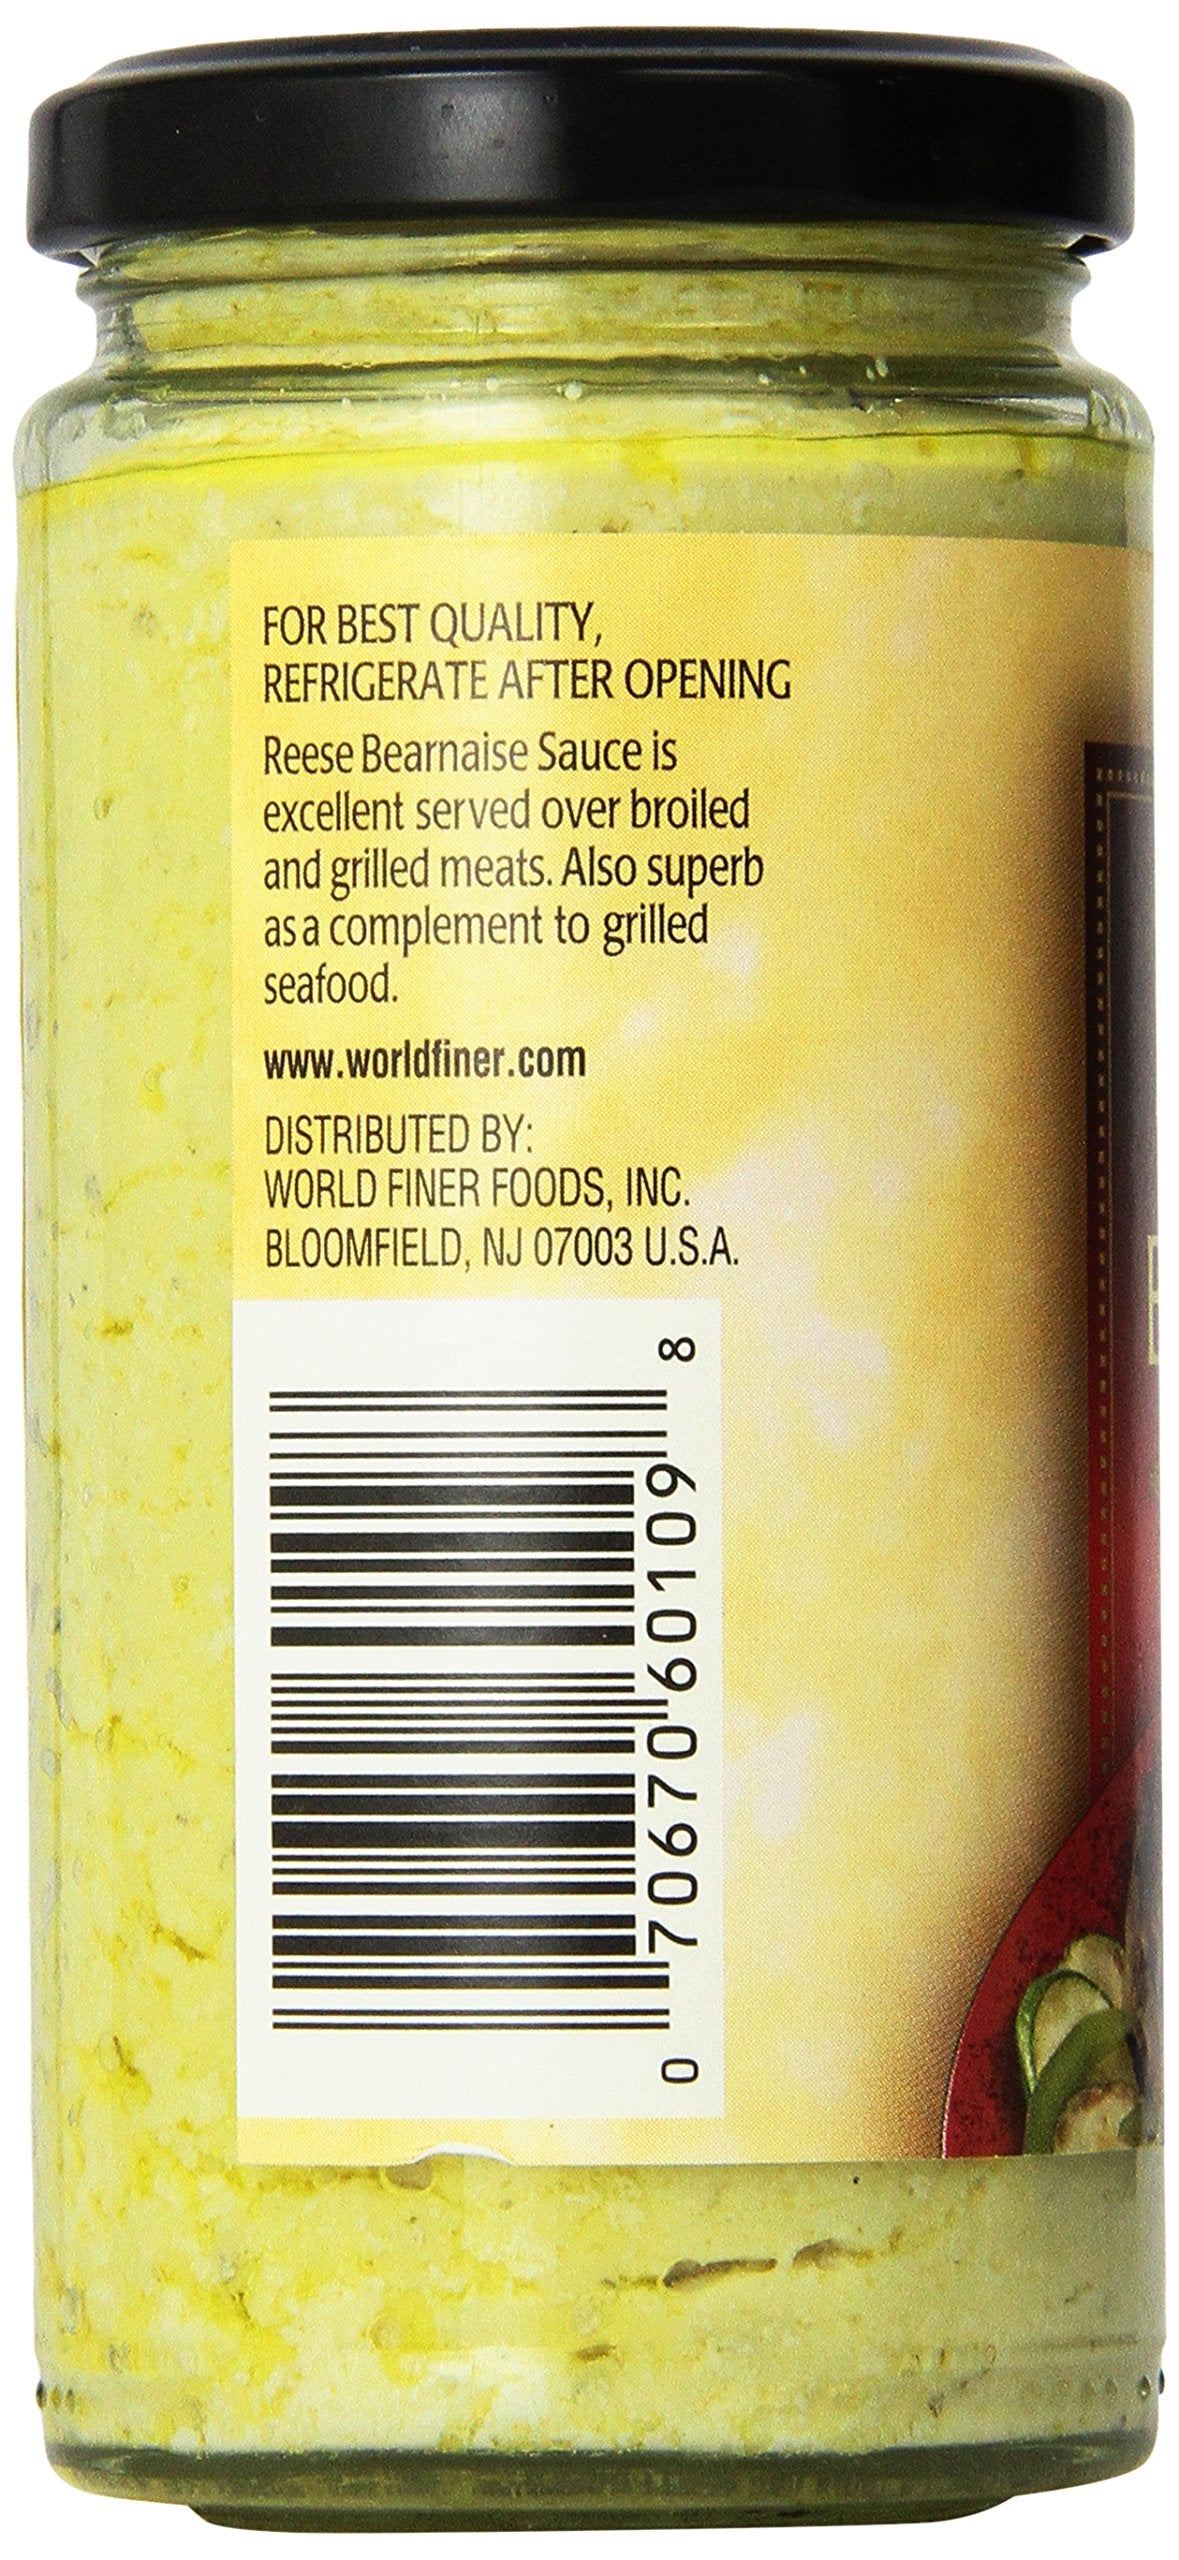 FOR BEST QUALITY,
REFRIGERATE AFTER OPENING
Reese Bearnaise Sauce is
excellent served over broiled
and grilled meats. Also superb
as a complement to grilled
seafood.
www.worldfiner.com
DISTRIBUTED BY:
WORLD FINER FOODS, INC.
BLOOMFIELD, NJ 07003 U.S.A.
0 70670 60109 8